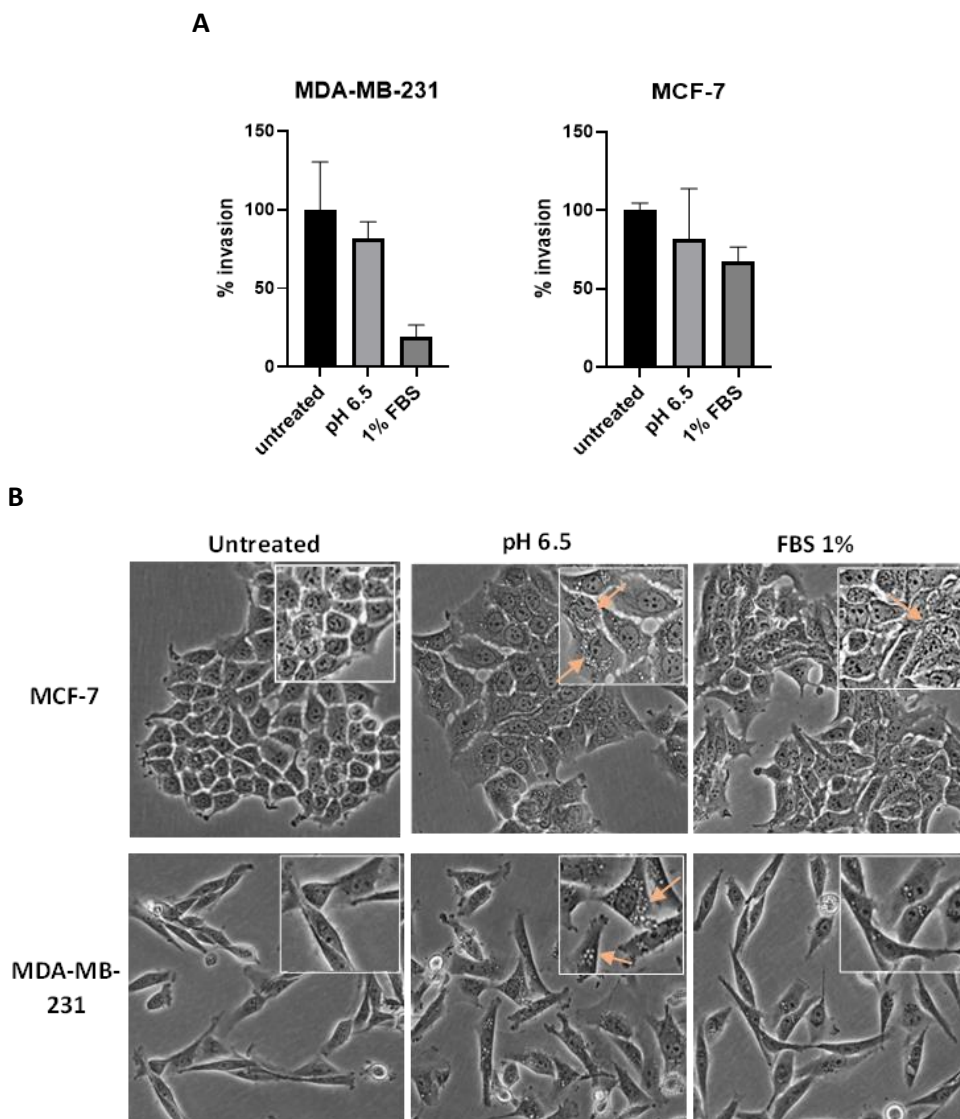 A
MDA-MB-231
MCF-7
150
100
50
0
% invasion
untreated
pH 6.5
1% FBS
150
100
50
0
% invasion
untreated
pH 6.5
1% FBS
B
Untreated
pH 6.5
FBS 1%
MCF-7
MDA-MB-
231